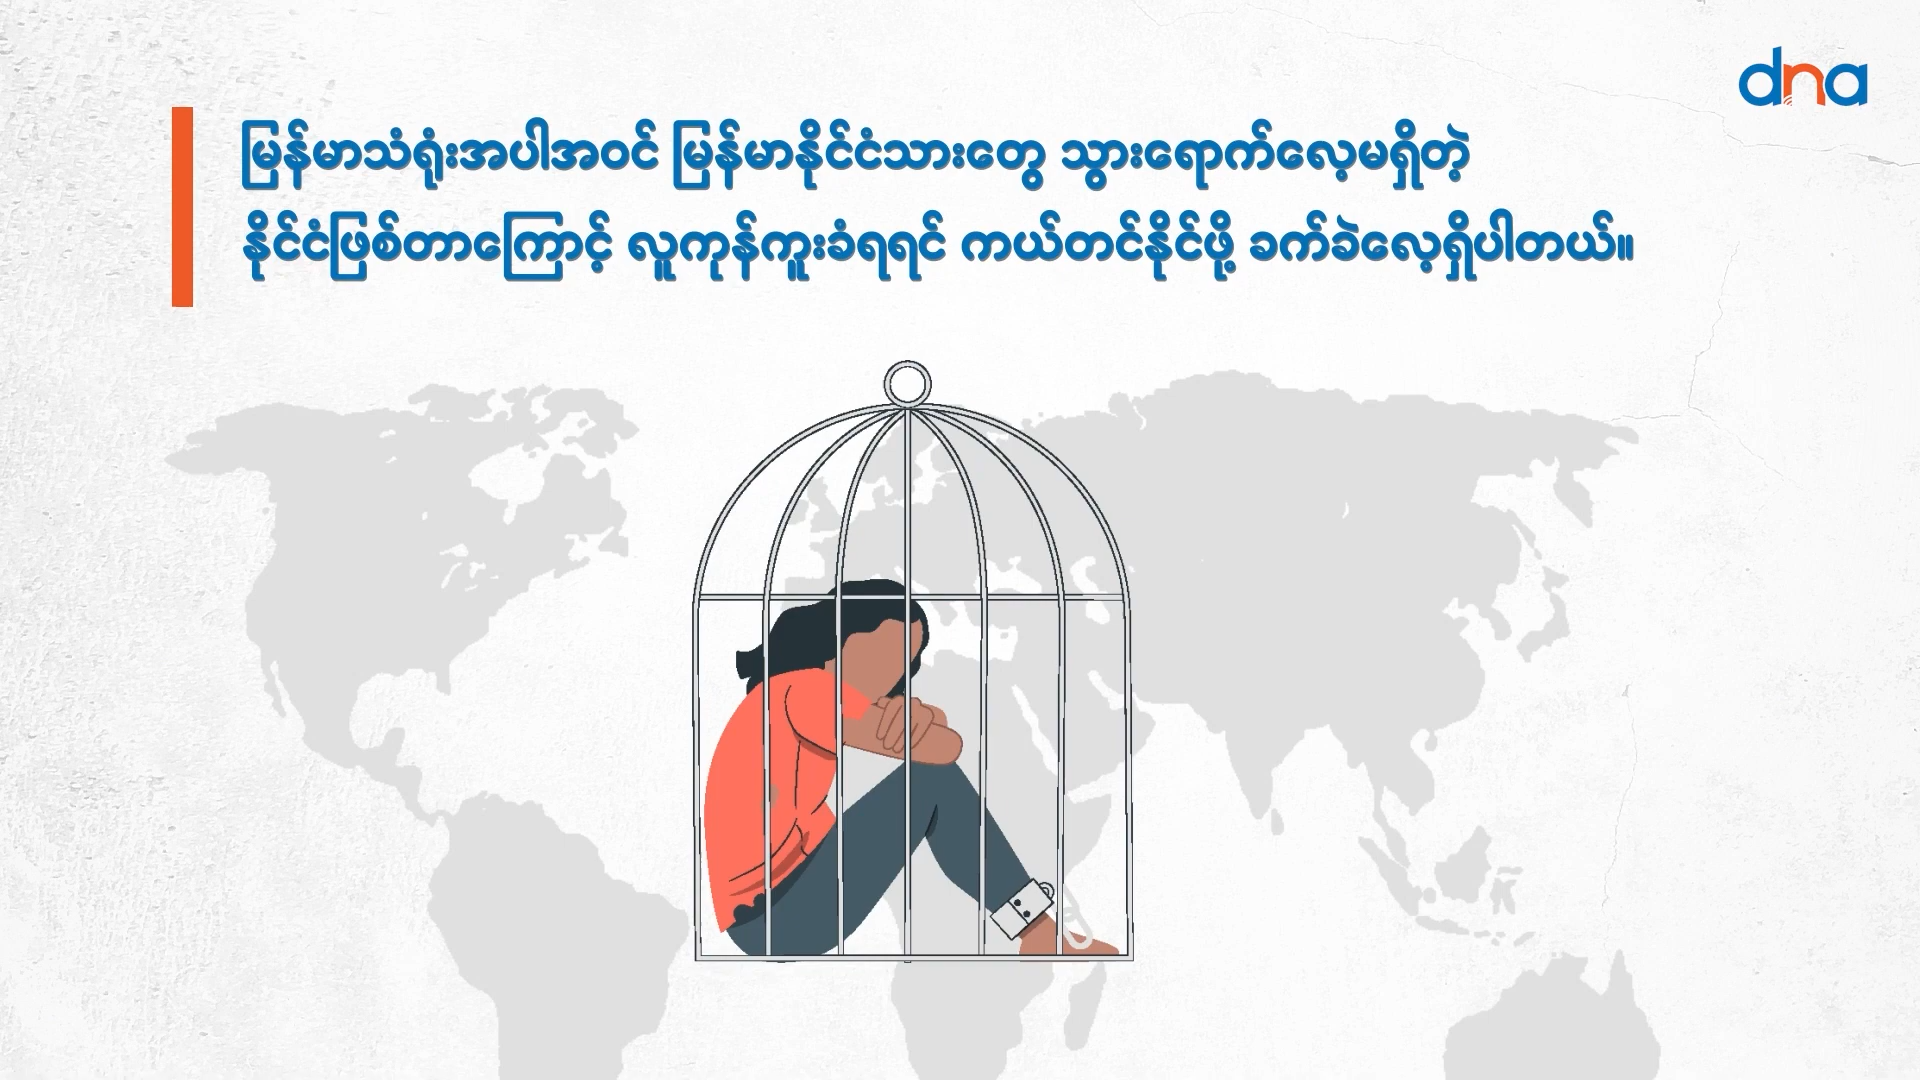 dna
မြန်မာသံရုံးအပါအဝင် မြန်မာနိုင်ငံသားတွေ သွားရောက်လေ့မရှိတဲ့
နိုင်ငံဖြစ်တာကြောင့် လူကုန်ကူးခံရရင် ကယ်တင်နိုင်ဖို့ ခက်ခဲလေ့ရှိပါတယ်။